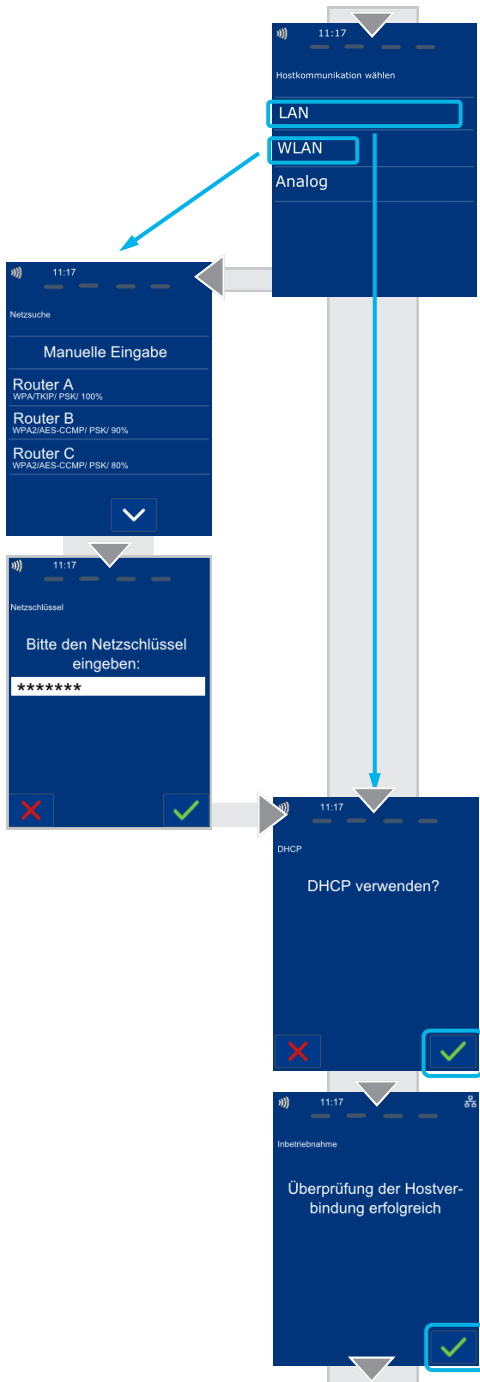 11:17
Hostkommunikation wählen
LAN
WLAN
Analog
11:17
Netzsuche
Manuelle Eingabe
Router A
WPA/TKIP/ PSK/ 100%
Router B
WPA2/AES-CCMP/ PSK/ 90%
Router C
WPA2/AES-CCMP/ PSK/ 80%
11:17
Netzschlüssel
Bitte den Netzschlüssel
eingeben:
*******
11:17
DHCP
DHCP verwenden?
11:17
Inbetriebnahme
Überprüfung der Hostver-
bindung erfolgreich